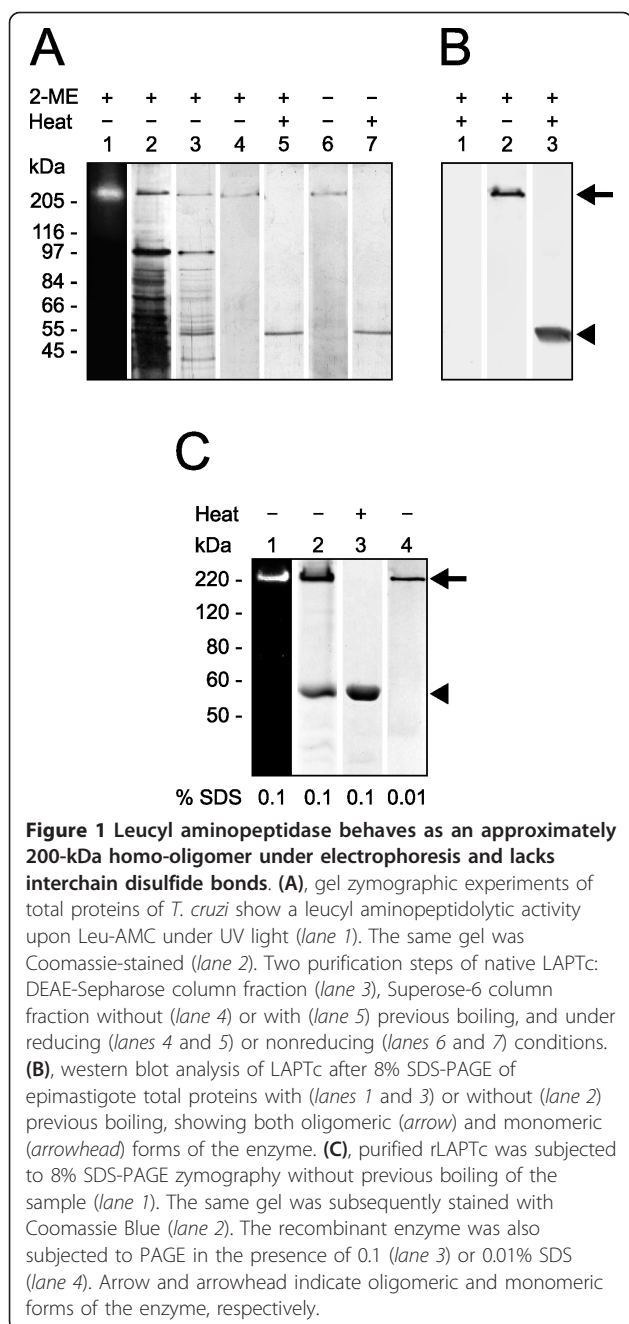 A
B
2-ME + + + + + – – + + +
Heat – – – – + – + + – +
1 2 3 4 5 6 7 1 2 3
kDa
205 -
116 -
97 -
84 -
66 -
55 -
45 -
C
Heat – – + –
kDa 1 2 3 4
220 -
120 -
80 -
60 -
50 -
% SDS 0.1 0.1 0.1 0.01
Figure 1 Leucyl aminopeptidase behaves as an approximately
200-kDa homo-oligomer under electrophoresis and lacks
interchain disulfide bonds. (A), gel zymographic experiments of
total proteins of T. cruzi show a leucyl aminopeptidolytic activity
upon Leu-AMC under UV light (lane 1). The same gel was
Coomassie-stained (lane 2). Two purification steps of native LAPTc:
DEAE-Sepharose column fraction (lane 3), Superose-6 column
fraction without (lane 4) or with (lane 5) previous boiling, and under
reducing (lanes 4 and 5) or nonreducing (lanes 6 and 7) conditions.
(B), western blot analysis of LAPTc after 8% SDS-PAGE of
epimastigote total proteins with (lanes 1 and 3) or without (lane 2)
previous boiling, showing both oligomeric (arrow) and monomeric
(arrowhead) forms of the enzyme. (C), purified rLAPTc was subjected
to 8% SDS-PAGE zymography without previous boiling of the
sample (lane 1). The same gel was subsequently stained with
Coomassie Blue (lane 2). The recombinant enzyme was also
subjected to PAGE in the presence of 0.1 (lane 3) or 0.01% SDS
(lane 4). Arrow and arrowhead indicate oligomeric and monomeric
forms of the enzyme, respectively.